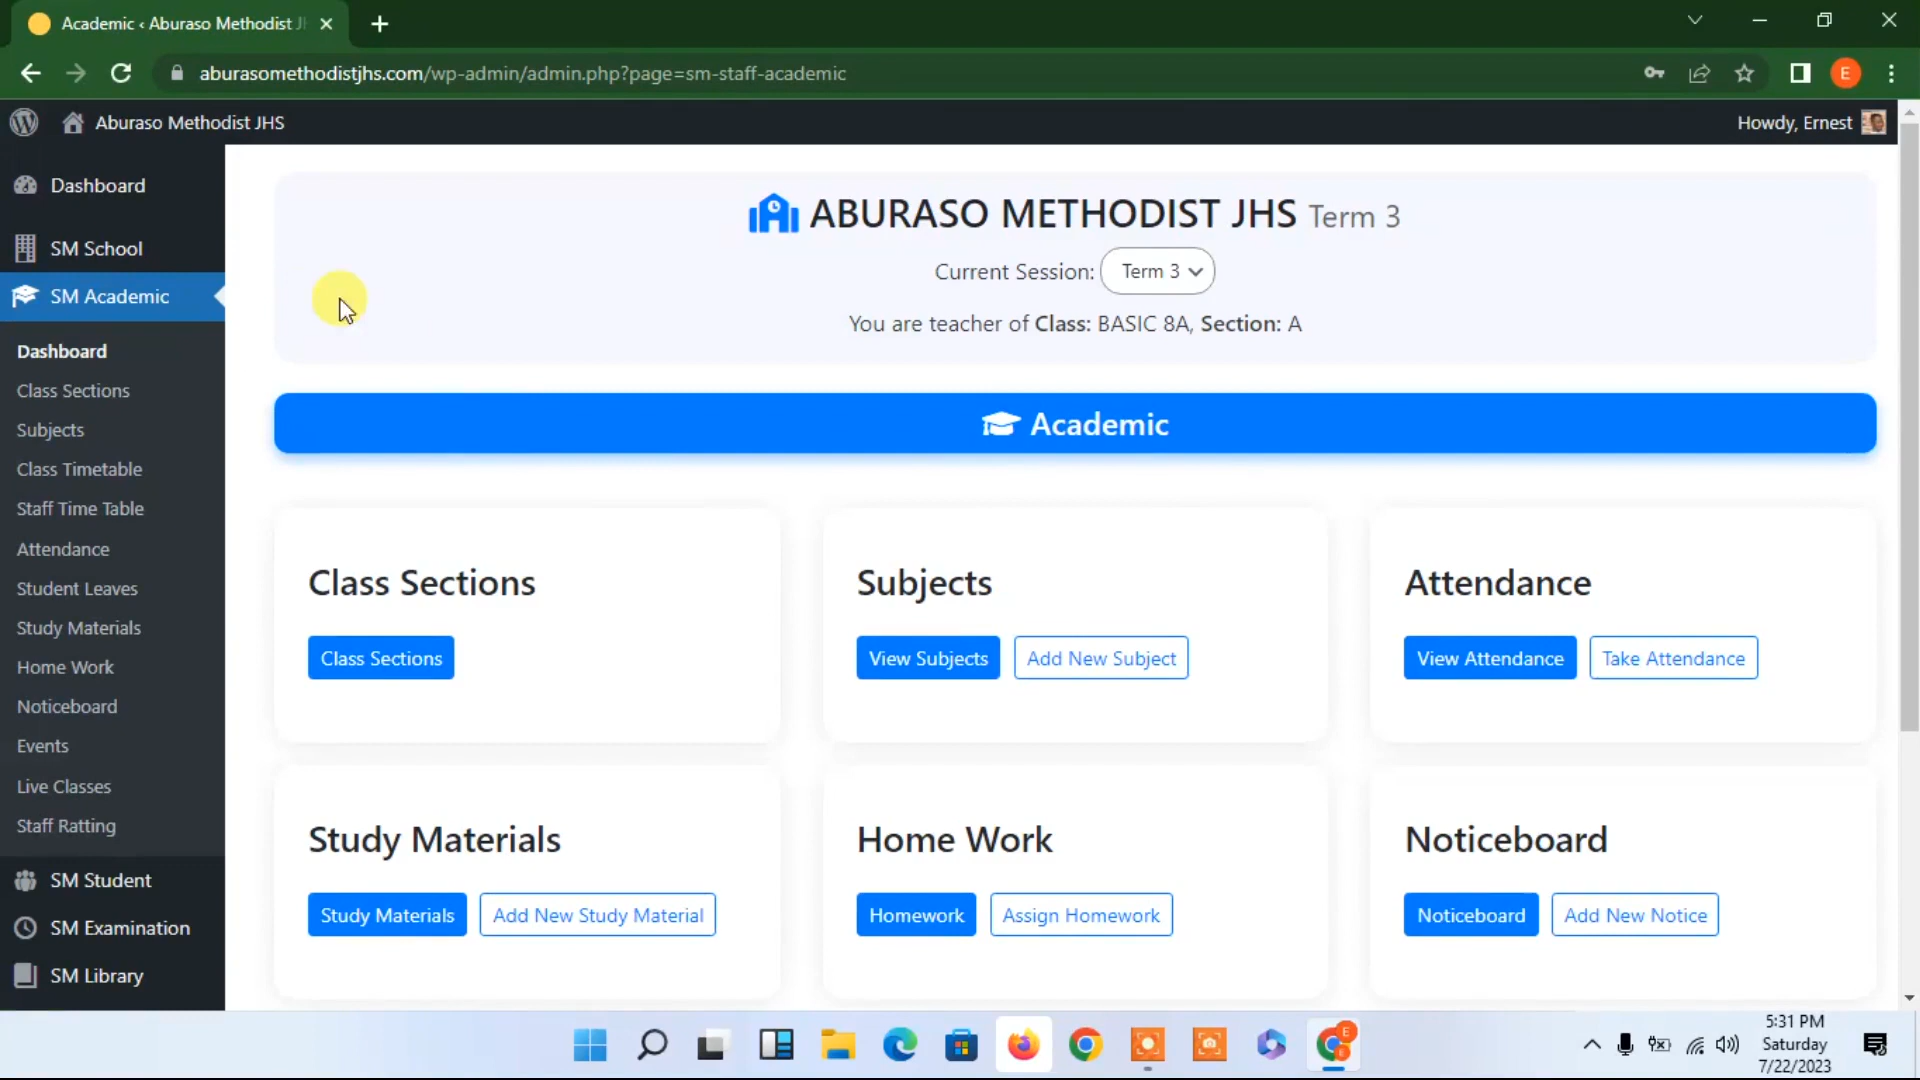 Academic ‹ Aburaso Methodist JH
aburasomethodistjhs.com/wp-admin/admin.php?page=sm-staff-academic
E
Aburaso Methodist JHS
Howdy, Ernest
Dashboard
SM School
SM Academic
Dashboard
Class Sections
Subjects
Class Timetable
Staff Time Table
Attendance
Student Leaves
Study Materials
Home Work
Noticeboard
Events
Live Classes
Staff Ratting
SM Student
SM Examination
SM Library
ABURASO METHODIST JHS Term 3
Current Session: Term 3
You are teacher of Class: BASIC 8A, Section: A
Academic
Class Sections
Class Sections
Subjects
View Subjects Add New Subject
Attendance
View Attendance Take Attendance
Study Materials
Study Materials Add New Study Material
Home Work
Homework Assign Homework
Noticeboard
Noticeboard Add New Notice
E
5:31 PM
Saturday
7/22/2023